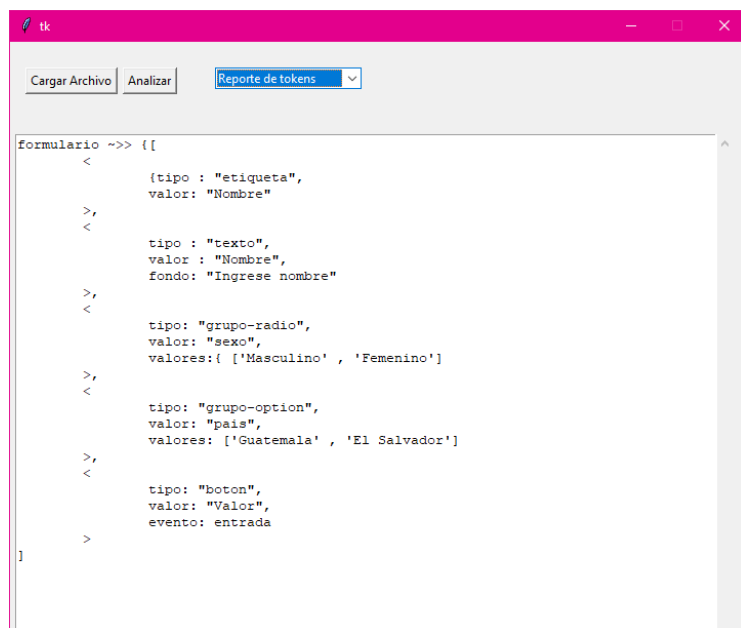 tk
Cargar Archivo Analizar Reporte de tokens
formulario ~>> {[
<
{tipo : "etiqueta",
valor: "Nombre"
>,
<
tipo : "texto",
valor : "Nombre",
fondo: "Ingrese nombre"
>,
<
tipo: "grupo-radio",
valor: "sexo",
valores:{ ['Masculino' , 'Femenino']
>,
<
tipo: "grupo-option",
valor: "pais",
valores: ['Guatemala' , 'El Salvador']
>,
<
tipo: "boton",
valor: "Valor",
evento: entrada
>
]